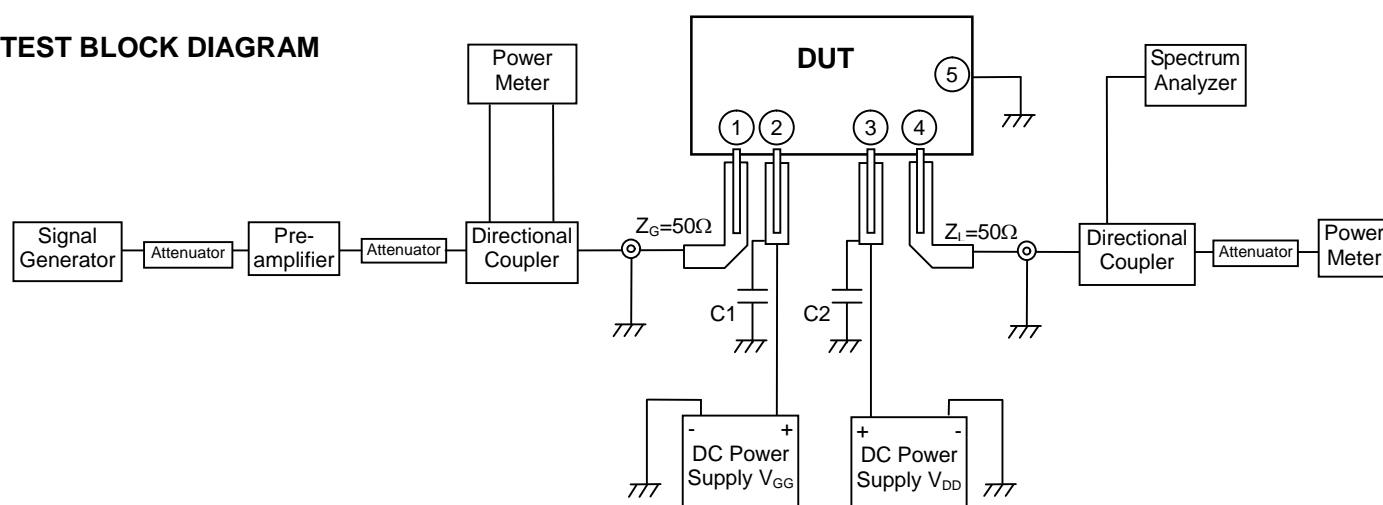 TEST BLOCK DIAGRAM
Power
Meter
DUT
5
Spectrum
Analyzer
1
2
3
4
Signal
Generator
Attenuator
Pre-
amplifier
Attenuator
Directional
Coupler
ZG=50Ω
ZL=50Ω
Directional
Coupler
Attenuator
Power
Meter
C1
C2
- +
DC Power
Supply VGG
+ -
DC Power
Supply VDD